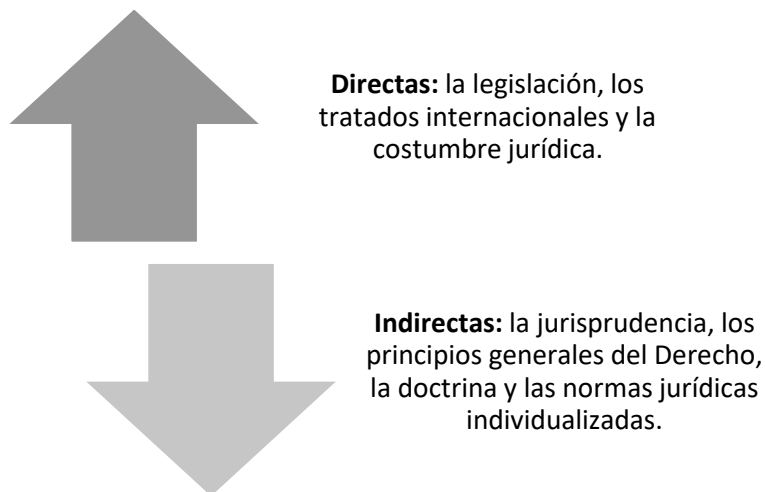 Directas: la legislación, los
tratados internacionales y la
costumbre jurídica.
Indirectas: la jurisprudencia, los
principios generales del Derecho,
la doctrina y las normas jurídicas
individualizadas.